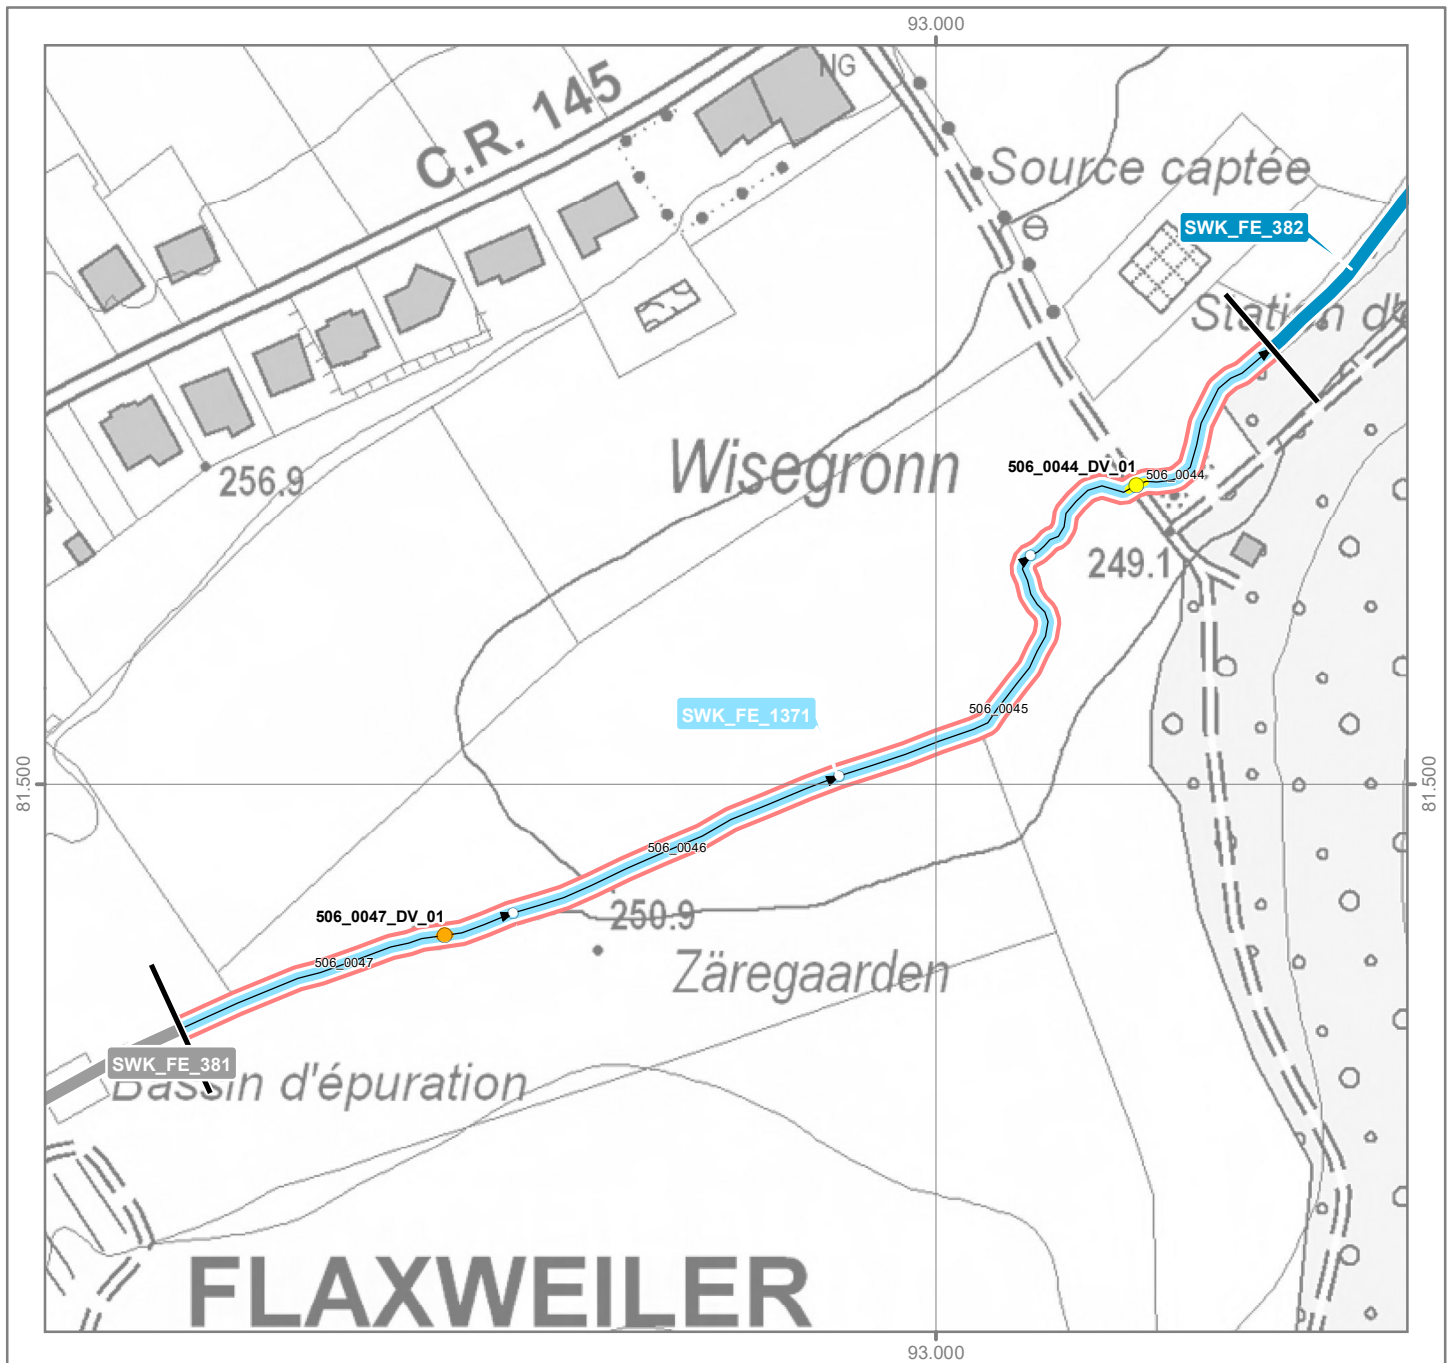 93.000
NG
C.R. 145
Source captée
SWK_FE_382
Station d'
256.9
Wisegronn
506_0044_DV_01
506_0044
249.1
SWK_FE_1371
506_0045
81.500
81.500
506_0046
506_0047_DV_01
250.9
506_0047
Zäregaarden
SWK_FE_381
Bassin d'épuration
FLAXWEILER
93.000